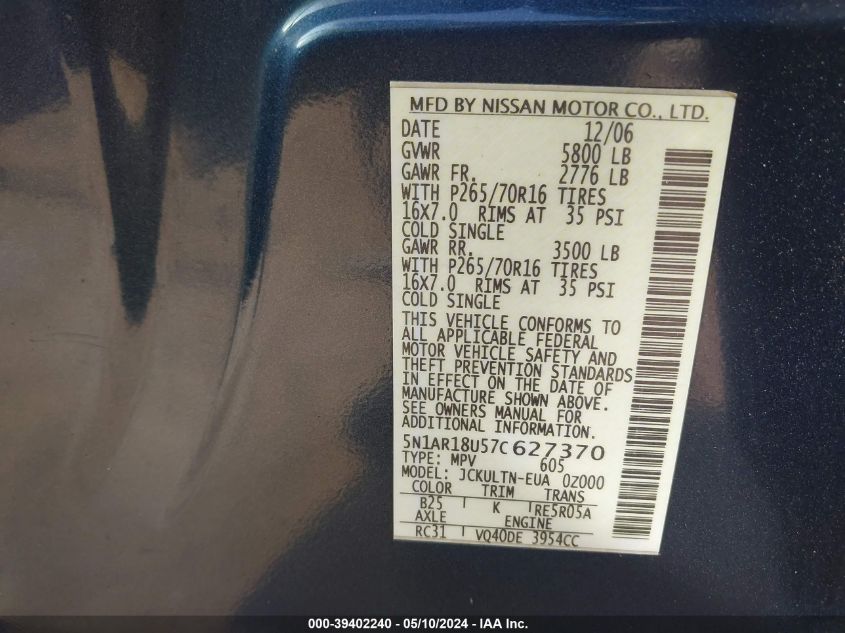 MFD BY NISSAN MOTOR CO., LTD.
DATE 12/06
GVWR 5800 LB
GAWR FR. 2776 LB
WITH P265/70R16 TIRES
16X7.0 RIMS AT 35 PSI
COLD SINGLE
GAWR RR. 3500 LB
WITH P265/70R16 TIRES
16X7.0 RIMS AT 35 PSI
COLD SINGLE
THIS VEHICLE CONFORMS TO
ALL APPLICABLE FEDERAL
MOTOR VEHICLE SAFETY AND
THEFT PREVENTION STANDARDS
IN EFFECT ON THE DATE OF
MANUFACTURE SHOWN ABOVE.
SEE OWNERS MANUAL FOR
ADDITIONAL INFORMATION.
5N1AR18U57C627370
TYPE: MPV 605
MODEL: JCKULTN-EUA 0Z000
COLOR TRIM TRANS
B25 K RE5R05A
AXLE ENGINE
RC31 VQ40DE 3954CC
000-39402240 - 05/10/2024 - IAA Inc.